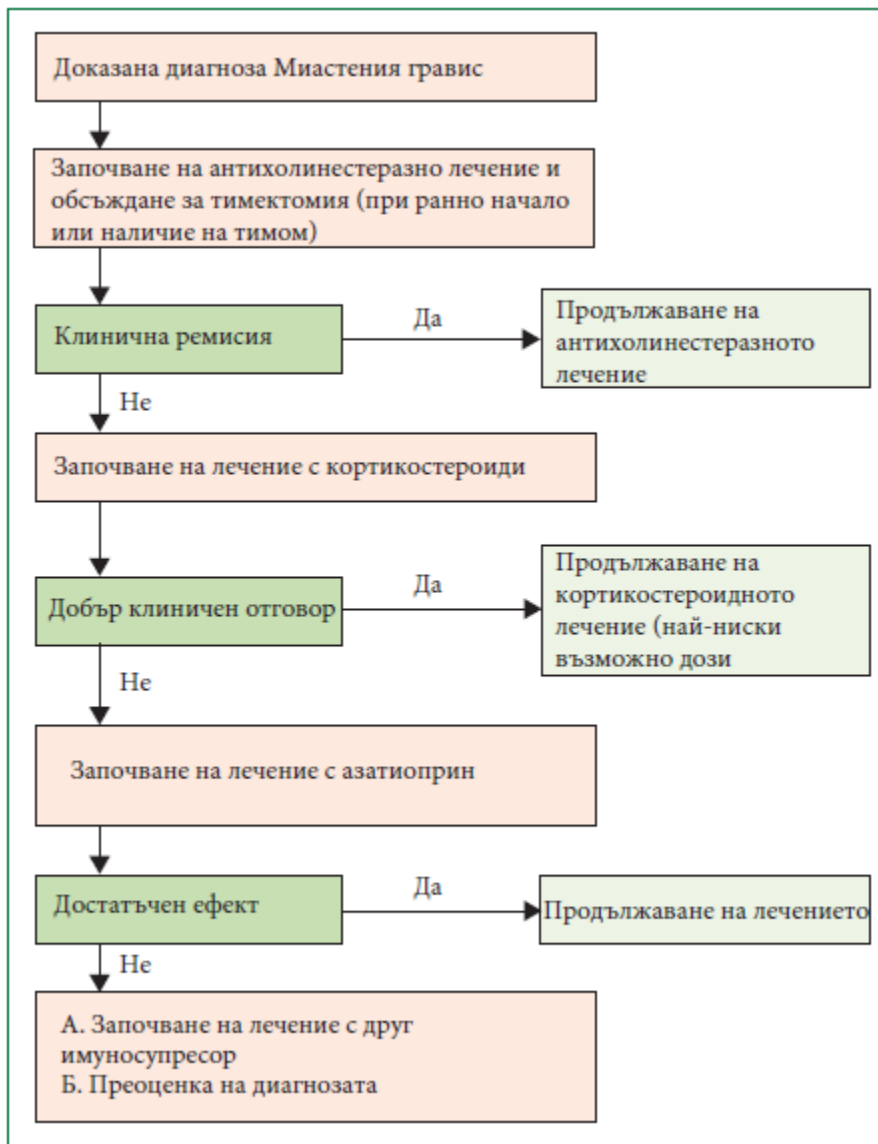 Доказана диагноза Миастения гравис
Започване на антихолинестеразно лечение и
обсъждане за тимектомия (при ранно начало
или наличие на тимом)
Клинична ремисия
Да
Продължаване на
антихолинестеразното
лечение
Не
Започване на лечение с кортикостероиди
Добър клиничен отговор
Да
Продължаване на
кортикостероидното
лечение (най-ниски
възможно дози
Не
Започване на лечение с азатиоприн
Достатъчен ефект
Да
Продължаване на лечението
Не
А. Започване на лечение с друг
имуносупресор
Б. Преоценка на диагнозата